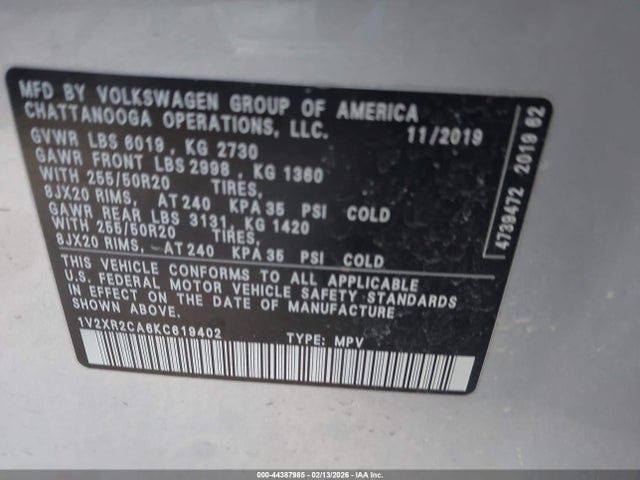 MFD BY VOLKSWAGEN GROUP OF AMERICA
CHATTANOOGA OPERATIONS, LLC. 11/2019
GVWR LBS 6019, KG 2730
GAWR FRONT LBS 2998, KG 1360
WITH 255/50R20 TIRES,
8JX20 RIMS, AT 240 KPA 35 PSI COLD
GAWR REAR LBS 3131, KG 1420
WITH 255/50R20 TIRES,
8JX20 RIMS, AT 240 KPA 35 PSI COLD
THIS VEHICLE CONFORMS TO ALL APPLICABLE
U.S. FEDERAL MOTOR VEHICLE SAFETY STANDARDS
IN EFFECT ON THE DATE OF MANUFACTURE
SHOWN ABOVE.
1V2XR2CA6KC619402 TYPE: MPV
4739472 2019 62
000-44387985 | 02/13/2026 - Copyright IAA, Inc.